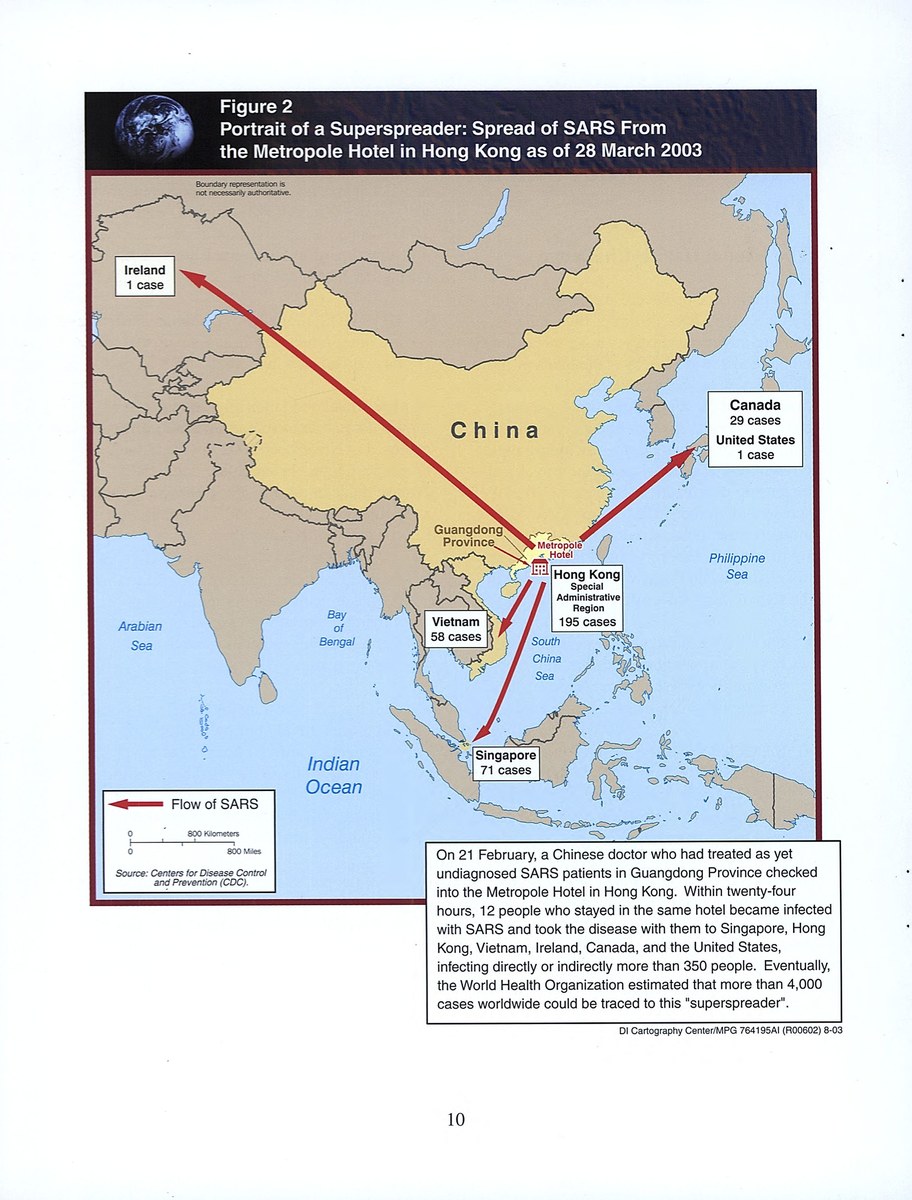 Figure 2
Portrait of a Superspreader: Spread of SARS From
the Metropole Hotel in Hong Kong as of 28 March 2003
Boundary representation is
not necessarily authoritative.
Ireland
1 case
Canada
29 cases
United States
1 case
China
Guangdong
Province
Metropole
Hotel
Hong Kong
Special
Administrative
Region
195 cases
Philippine
Sea
Vietnam
58 cases
Arabian
Sea
Bay
of
Bengal
South
China
Sea
Singapore
71 cases
Indian
Ocean
Flow of SARS
0 800 Kilometers
0 800 Miles
Source: Centers for Disease Control
and Prevention (CDC).
On 21 February, a Chinese doctor who had treated as yet
undiagnosed SARS patients in Guangdong Province checked
into the Metropole Hotel in Hong Kong. Within twenty-four
hours, 12 people who stayed in the same hotel became infected
with SARS and took the disease with them to Singapore, Hong
Kong, Vietnam, Ireland, Canada, and the United States,
infecting directly or indirectly more than 350 people. Eventually,
the World Health Organization estimated that more than 4,000
cases worldwide could be traced to this "superspreader".
DI Cartography Center/MPG 764195AI (R00602) 8-03
10